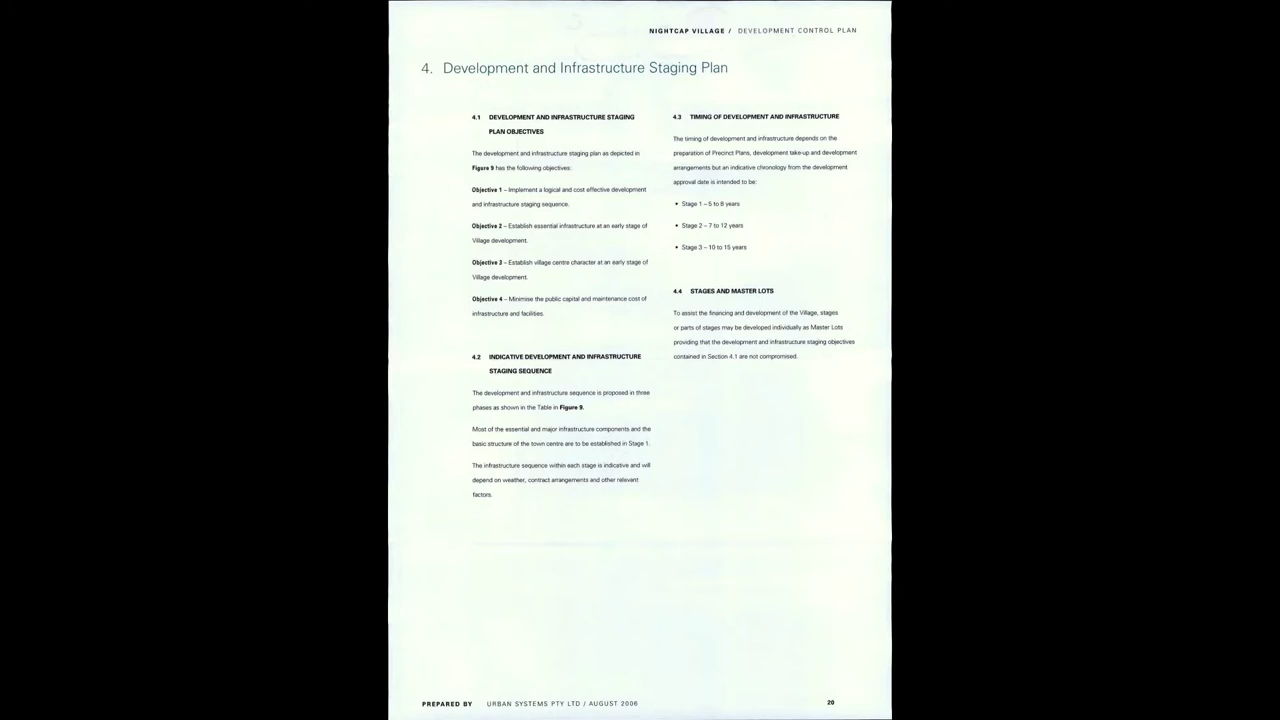 NIGHTCAP VILLAGE / DEVELOPMENT CONTROL PLAN
4. Development and Infrastructure Staging Plan
4.1 DEVELOPMENT AND INFRASTRUCTURE STAGING
PLAN OBJECTIVES
The development and infrastructure staging plan as depicted in
Figure 9 has the following objectives:
Objective 1 – Implement a logical and cost effective development
and infrastructure staging sequence.
Objective 2 – Establish essential infrastructure at an early stage of
Village development.
Objective 3 – Establish village centre character at an early stage of
Village development.
Objective 4 – Minimise the public capital and maintenance cost of
infrastructure and facilities.
4.2 INDICATIVE DEVELOPMENT AND INFRASTRUCTURE
STAGING SEQUENCE
The development and infrastructure sequence is proposed in three
phases as shown in the Table in Figure 9.
Most of the essential and major infrastructure components and the
basic structure of the town centre are to be established in Stage 1.
The infrastructure sequence within each stage is indicative and will
depend on weather, contract arrangements and other relevant
factors.
4.3 TIMING OF DEVELOPMENT AND INFRASTRUCTURE
The timing of development and infrastructure depends on the
preparation of Precinct Plans, development take-up and development
arrangements but an indicative chronology from the development
approval date is intended to be:
• Stage 1 – 5 to 8 years
• Stage 2 – 7 to 12 years
• Stage 3 – 10 to 15 years
4.4 STAGES AND MASTER LOTS
To assist the financing and development of the Village, stages
or parts of stages may be developed individually as Master Lots
providing that the development and infrastructure staging objectives
contained in Section 4.1 are not compromised.
PREPARED BY URBAN SYSTEMS PTY LTD / AUGUST 2006
20